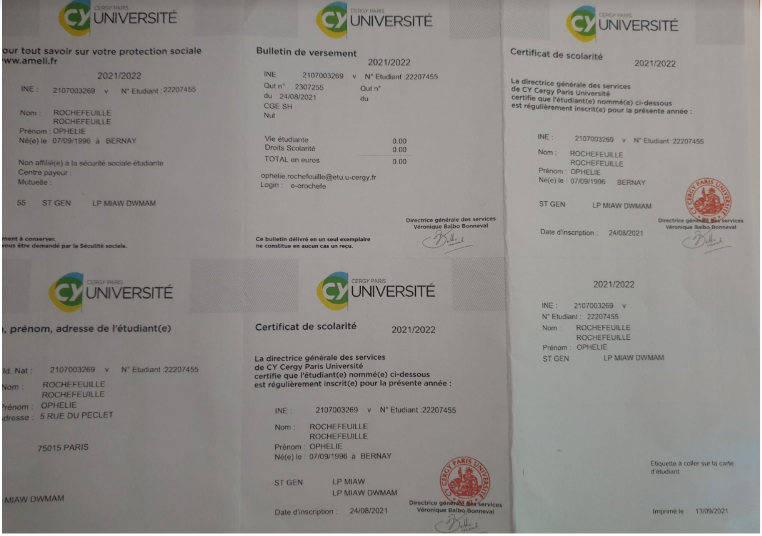 CERGY PARIS
CY UNIVERSITÉ
our tout savoir sur votre protection sociale
www.ameli.fr
2021/2022
INE : 2107003269 v N° Etudiant :22207455
Nom : ROCHEFEUILLE
ROCHEFEUILLE
Prénom : OPHELIE
Né(e) le : 07/09/1996 à BERNAY
Non affilié(e) à la sécurité sociale étudiante
Centre payeur :
Mutuelle :
55 ST GEN LP MIAW DWMAM
ment à conserver.
vous être demandé par la Sécurité sociale.
CERGY PARIS
CY UNIVERSITÉ
Bulletin de versement
2021/2022
INE 2107003269 v N° Etudiant :22207455
Qut n° 2307255 Qut n°
du 24/08/2021 du
CGE SH
Nul
Vie étudiante 0.00
Droits Scolarité 0.00
TOTAL en euros 0.00
ophelie.rochefeuille@etu.u-cergy.fr
Login : e-arochefe
Directrice générale des services
Véronique Balbo Bonneval
Ce bulletin délivré en un seul exemplaire
ne constitue en aucun cas un reçu.
CERGY PARIS
CY UNIVERSITÉ
Certificat de scolarité
2021/2022
La directrice générale des services
de CY Cergy Paris Université
certifie que l'étudiant(e) nommé(e) ci-dessous
est régulièrement inscrit(e) pour la présente année :
INE : 2107003269 v N° Etudiant :22207455
Nom : ROCHEFEUILLE
ROCHEFEUILLE
Prénom : OPHELIE
Né(e) le : 07/09/1996 BERNAY
ST GEN LP MIAW DWMAM
CY CERGY PARIS UNIVERSITÉ
Directrice générale des services
Véronique Balbo Bonneval
Date d'inscription : 24/08/2021
CERGY PARIS
CY UNIVERSITÉ
, prénom, adresse de l'étudiant(e)
Id. Nat : 2107003269 v N° Etudiant :22207455
Nom : ROCHEFEUILLE
ROCHEFEUILLE
Prénom : OPHELIE
Adresse : 5 RUE DU PECLET
75015 PARIS
MIAW DWMAM
CERGY PARIS
CY UNIVERSITÉ
Certificat de scolarité
2021/2022
La directrice générale des services
de CY Cergy Paris Université
certifie que l'étudiant(e) nommé(e) ci-dessous
est régulièrement inscrit(e) pour la présente année :
INE : 2107003269 v N° Etudiant :22207455
Nom : ROCHEFEUILLE
ROCHEFEUILLE
Prénom : OPHELIE
Né(e) le : 07/09/1996 à BERNAY
ST GEN LP MIAW
LP MIAW DWMAM
CY CERGY PARIS UNIVERSITÉ
Directrice générale des services
Véronique Balbo Bonneval
Date d'inscription : 24/08/2021
2021/2022
INE : 2107003269 v
N° Etudiant : 22207455
Nom : ROCHEFEUILLE
ROCHEFEUILLE
Prénom : OPHELIE
ST GEN LP MIAW DWMAM
Etiquette à coller sur la carte
d'étudiant
Imprimé le : 13/09/2021